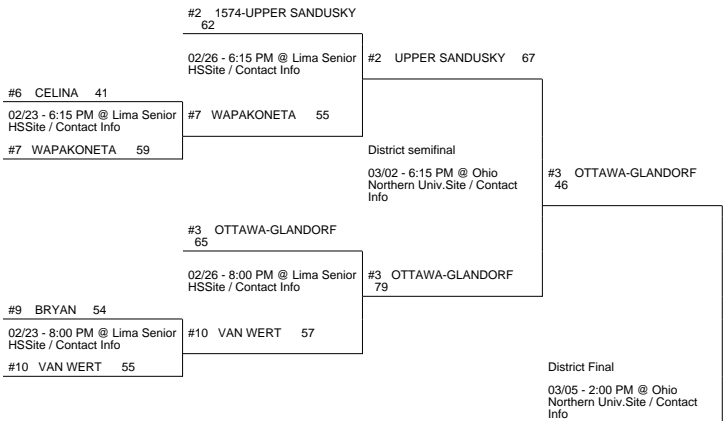 #2 1574-UPPER SANDUSKY
62
02/26 - 6:15 PM @ Lima Senior
HSSite / Contact Info
#2 UPPER SANDUSKY 67
#6 CELINA 41
02/23 - 6:15 PM @ Lima Senior
HSSite / Contact Info
#7 WAPAKONETA 55
#7 WAPAKONETA 59
District semifinal
03/02 - 6:15 PM @ Ohio
Northern Univ.Site / Contact
Info
#3 OTTAWA-GLANDORF
46
#3 OTTAWA-GLANDORF
65
02/26 - 8:00 PM @ Lima Senior
HSSite / Contact Info
#3 OTTAWA-GLANDORF
79
#9 BRYAN 54
02/23 - 8:00 PM @ Lima Senior
HSSite / Contact Info
#10 VAN WERT 57
#10 VAN WERT 55
District Final
03/05 - 2:00 PM @ Ohio
Northern Univ.Site / Contact
Info